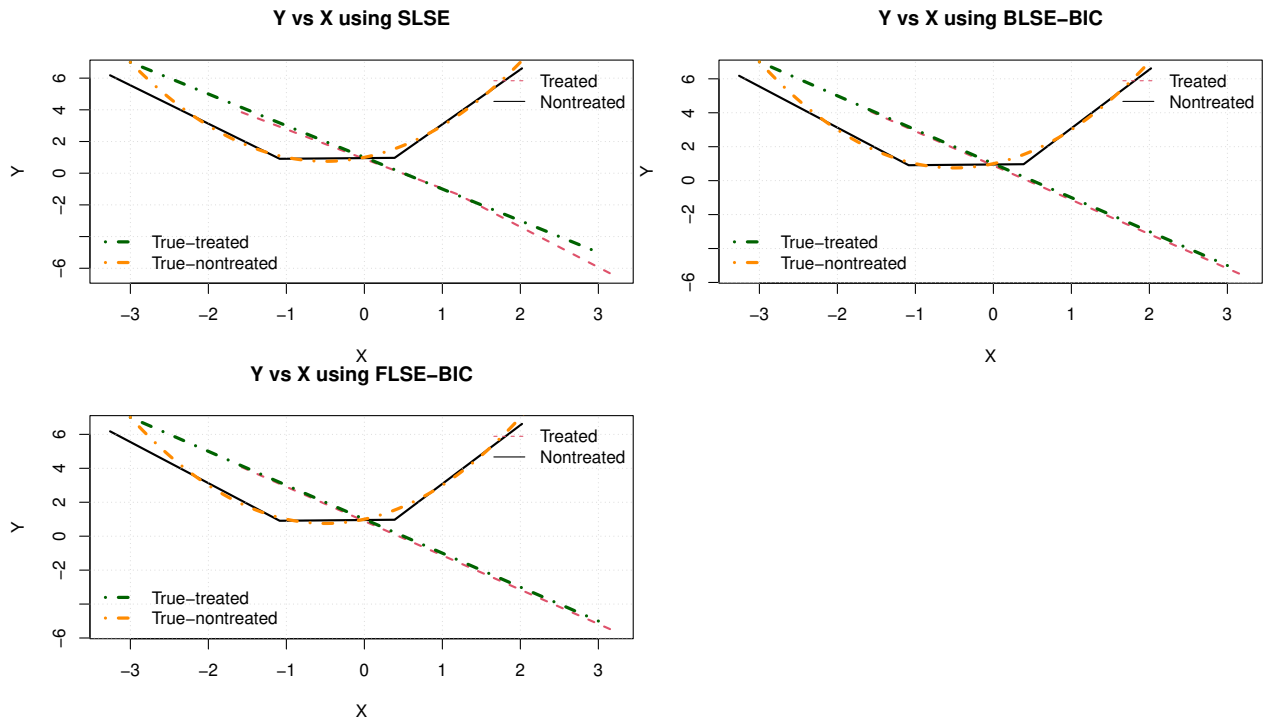 Y vs X using SLSE
Y
6
4
2
0
−2
−6
Treated
Nontreated
True−treated
True−nontreated
−3 −2 −1 0 1 2 3
X
Y vs X using BLSE−BIC
Y
6
4
2
0
−2
−6
Treated
Nontreated
True−treated
True−nontreated
−3 −2 −1 0 1 2 3
X
Y vs X using FLSE−BIC
Y
6
4
2
0
−2
−6
Treated
Nontreated
True−treated
True−nontreated
−3 −2 −1 0 1 2 3
X